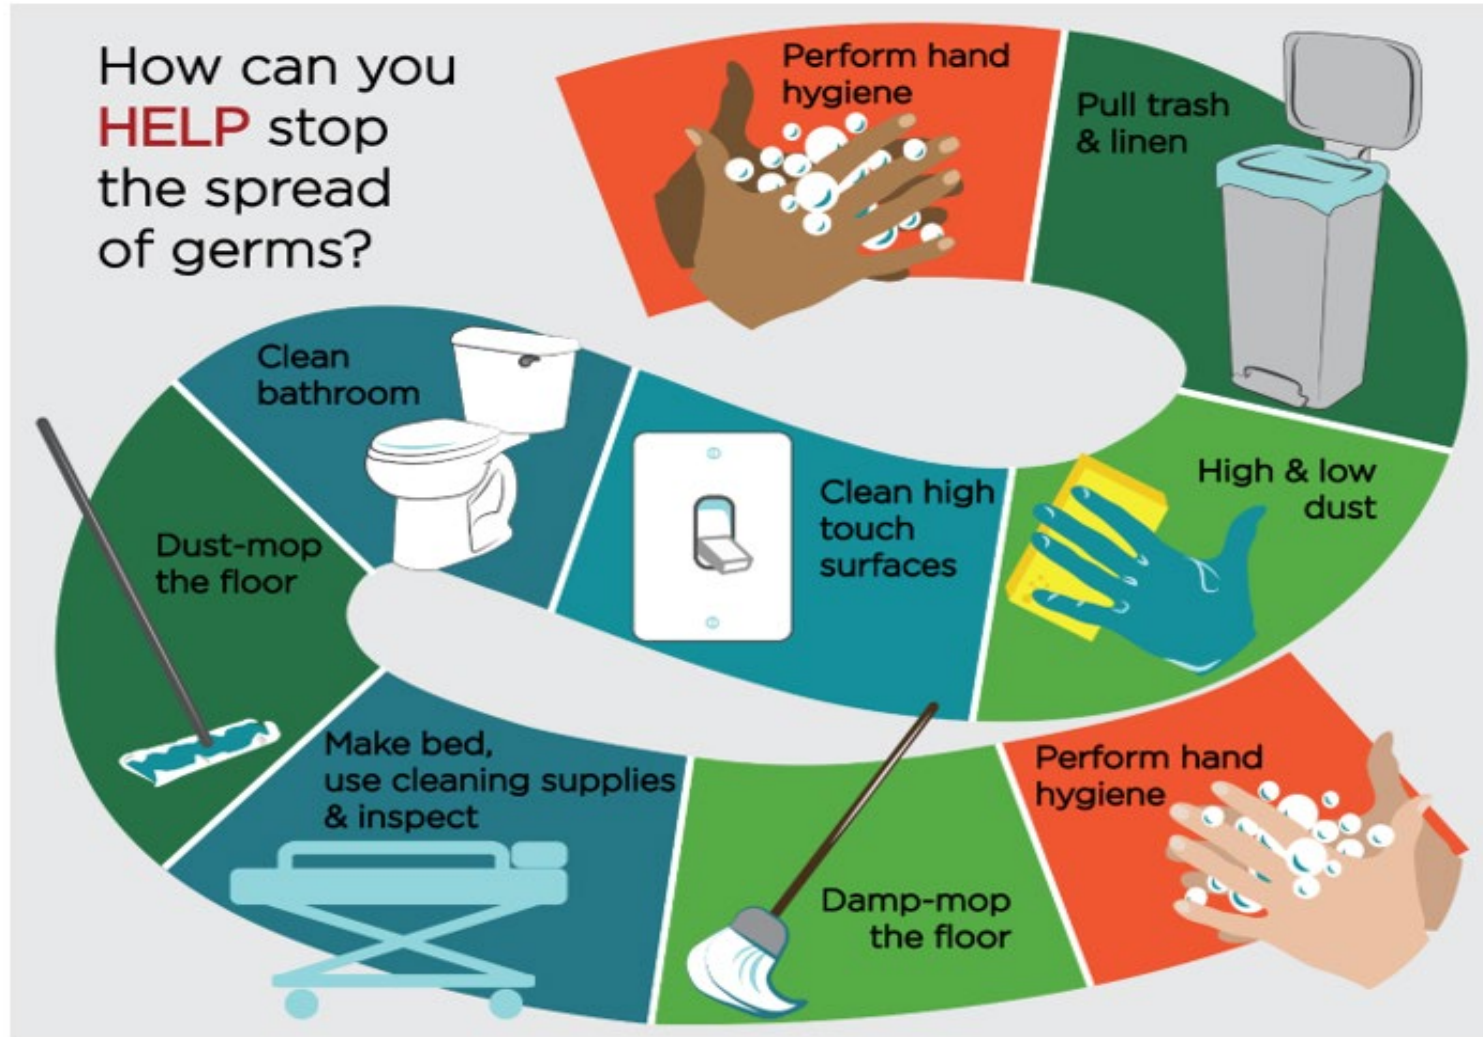 How can you
HELP stop
the spread
of germs?
Perform hand
hygiene
Pull trash
& linen
High & low
dust
Clean high
touch
surfaces
Clean
bathroom
Dust-mop
the floor
Make bed,
use cleaning supplies
& inspect
Damp-mop
the floor
Perform hand
hygiene